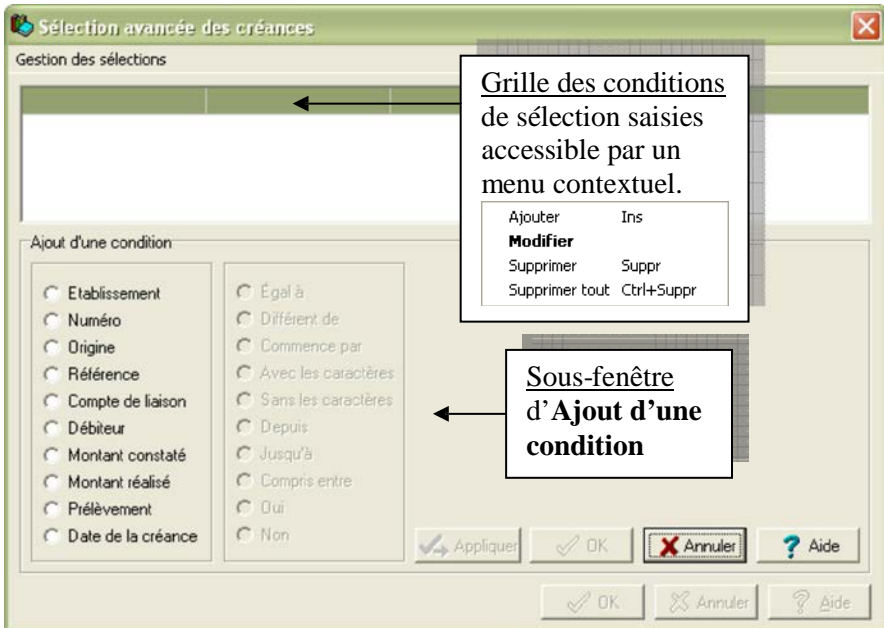 Sélection avancée des créances
Gestion des sélections
Grille des conditions
de sélection saisies
accessible par un
menu contextuel.
Ajouter Ins
Modifier
Supprimer Suppr
Supprimer tout Ctrl+Suppr
Ajout d'une condition
Etablissement
Numéro
Origine
Référence
Compte de liaison
Débiteur
Montant constaté
Montant réalisé
Prélèvement
Date de la créance
Égal à
Différent de
Commence par
Avec les caractères
Sans les caractères
Depuis
Jusqu'à
Compris entre
Oui
Non
Sous-fenêtre
d'Ajout d'une
condition
Appliquer OK Annuler Aide
OK Annuler Aide